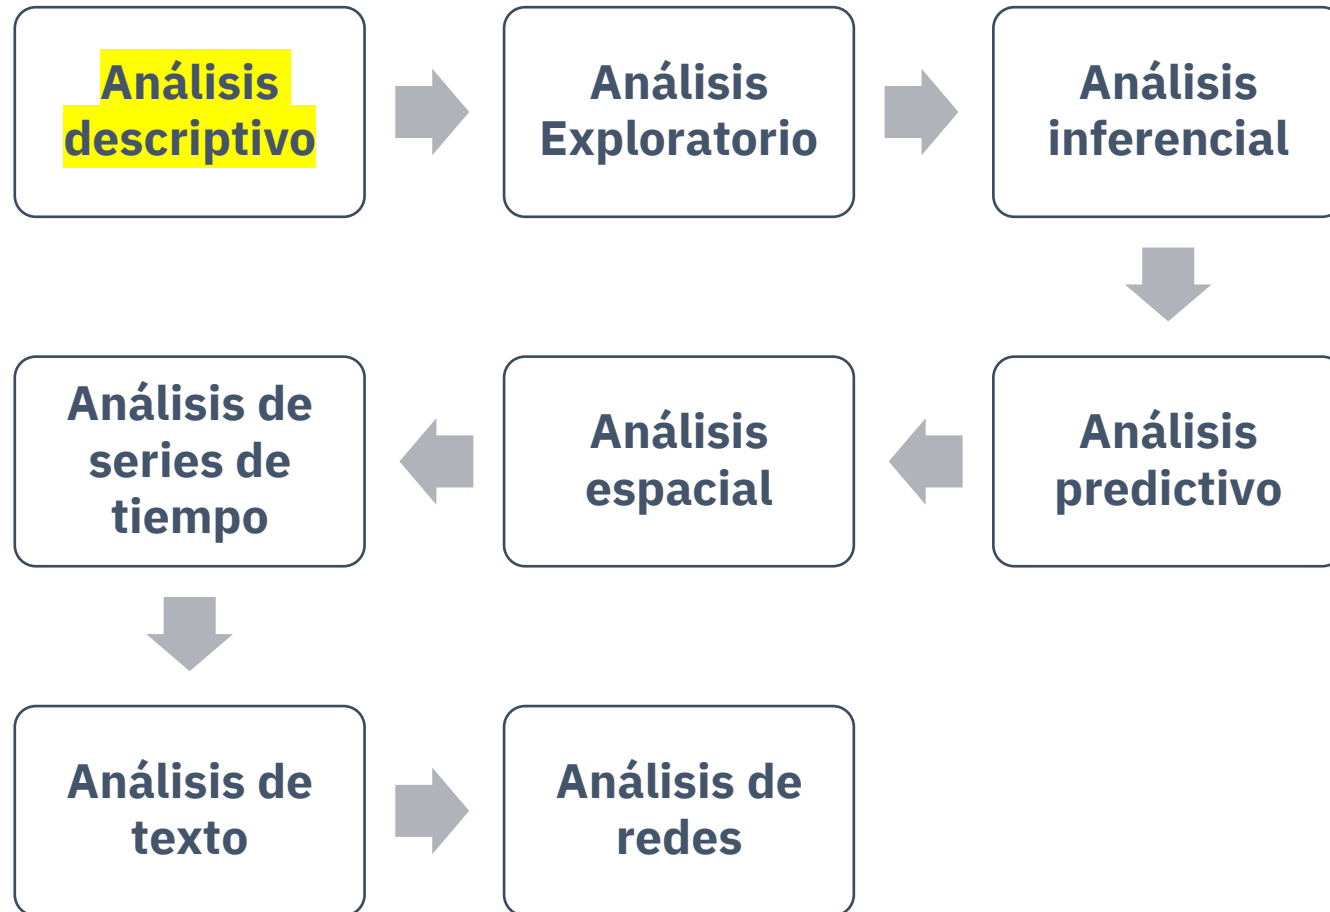 Análisis
descriptivo
Análisis
Exploratorio
Análisis
inferencial
Análisis
predictivo
Análisis
espacial
Análisis de
series de
tiempo
Análisis de
texto
Análisis de
redes